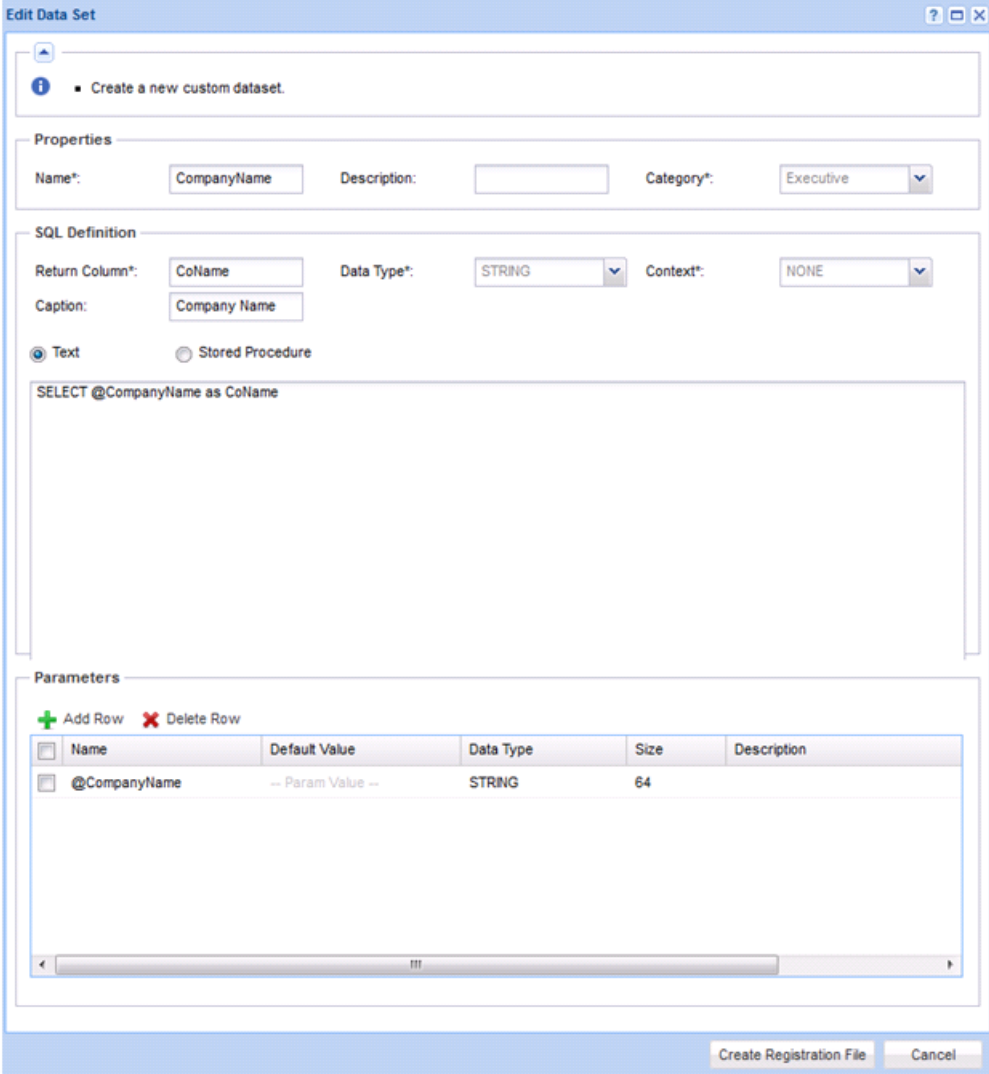 Edit Data Set
Create a new custom dataset.
Properties
Name*: CompanyName Description: Category*: Executive
SQL Definition
Return Column*: CoName Data Type*: STRING Context*: NONE
Caption: Company Name
Text Stored Procedure
SELECT @CompanyName as CoName
Parameters
Add Row Delete Row
Name Default Value Data Type Size Description
@CompanyName -- Param Value -- STRING 64
Create Registration File Cancel